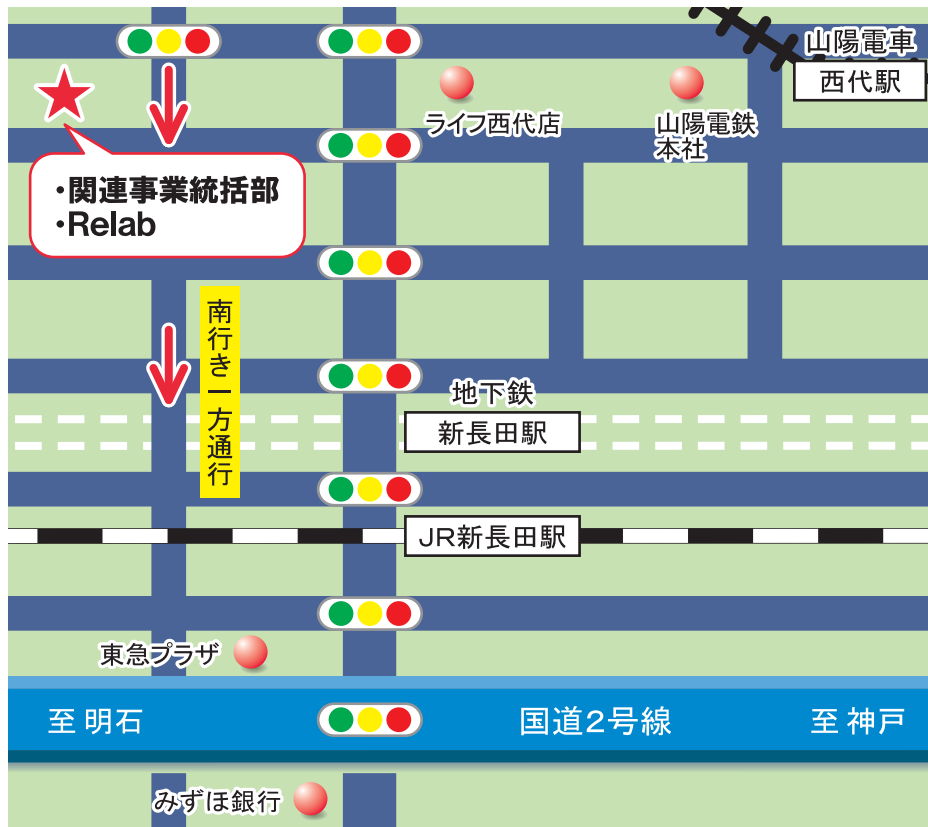 山陽電車
西代駅
ライフ西代店
山陽電鉄
本社
・関連事業統括部
・Relab
南行き一方通行
地下鉄
新長田駅
JR新長田駅
東急プラザ
至 明石
国道2号線
至 神戸
みずほ銀行